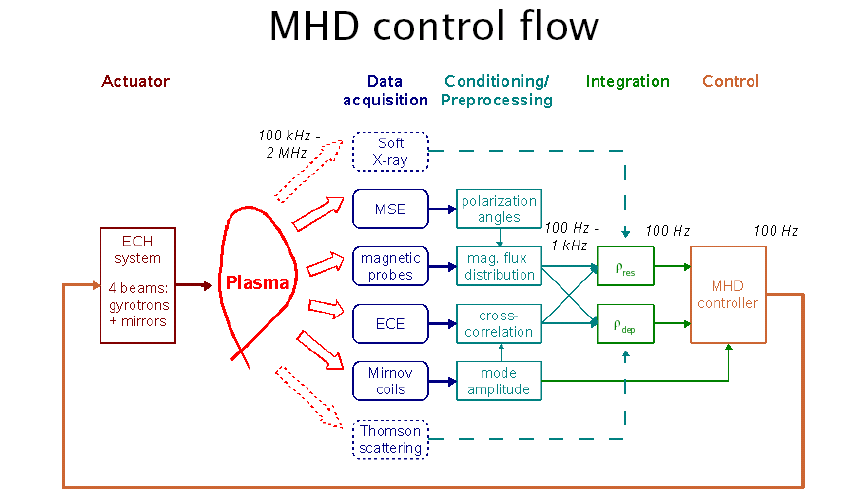 MHD control flow
Actuator
Data
acquisition
Conditioning/
Preprocessing
Integration
Control
100 kHz -
2 MHz
Soft
X-ray
MSE
polarization
angles
100 Hz -
1 kHz
100 Hz
100 Hz
ECH
system
4 beams:
gyrotrons
+ mirrors
Plasma
magnetic
probes
mag. flux
distribution
ρres
MHD
controller
ECE
cross-
correlation
ρdep
Mirnov
coils
mode
amplitude
Thomson
scattering